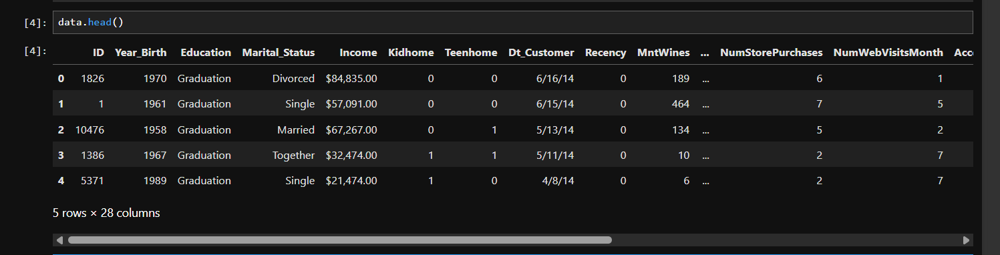 [4]: data.head()
[4]: ID Year_Birth Education Marital_Status Income Kidhome Teenhome Dt_Customer Recency MntWines ... NumStorePurchases NumWebVisitsMonth Acc
0 1826 1970 Graduation Divorced $84,835.00 0 0 6/16/14 0 189 ... 6 1
1 1 1961 Graduation Single $57,091.00 0 0 6/15/14 0 464 ... 7 5
2 10476 1958 Graduation Married $67,267.00 0 1 5/13/14 0 134 ... 5 2
3 1386 1967 Graduation Together $32,474.00 1 1 5/11/14 0 10 ... 2 7
4 5371 1989 Graduation Single $21,474.00 1 0 4/8/14 0 6 ... 2 7
5 rows × 28 columns